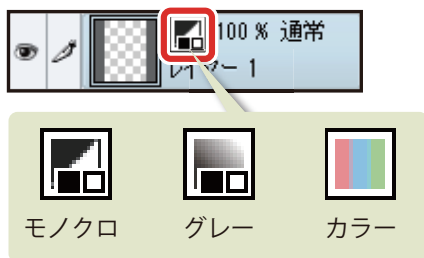 100 % 通常
レイヤー 1
モノクロ
グレー
カラー